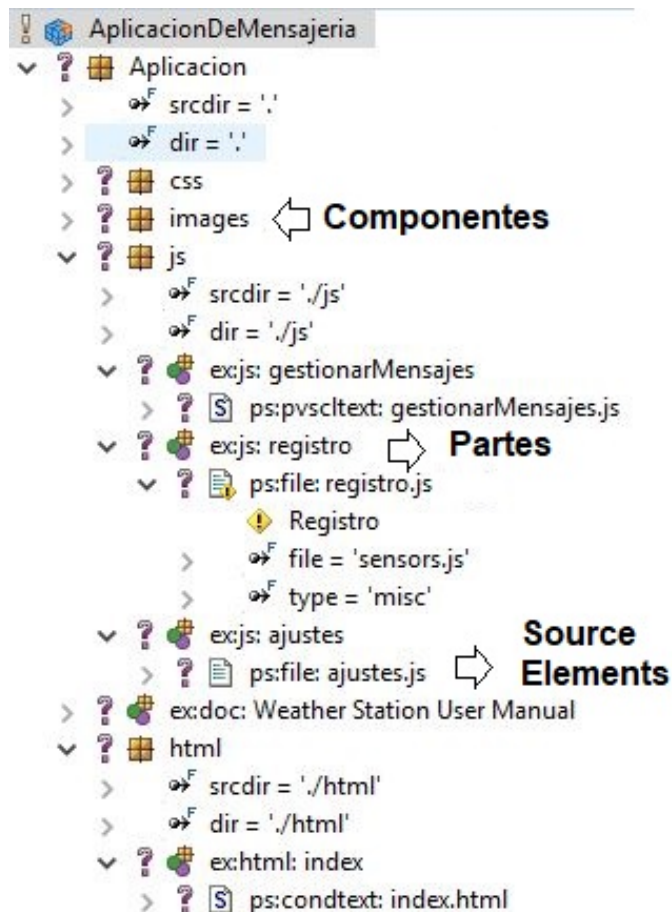 AplicacionDeMensajeria
Aplicacion
srcdir = '.'
dir = '.'
css
images Componentes
js
srcdir = './js'
dir = './js'
ex:js: gestionarMensajes
ps:pvscltext: gestionarMensajes.js
ex:js: registro Partes
ps:file: registro.js
Registro
file = 'sensors.js'
type = 'misc'
ex:js: ajustes Source
ps:file: ajustes.js Elements
ex:doc: Weather Station User Manual
html
srcdir = './html'
dir = './html'
ex:html: index
ps:condtext: index.html